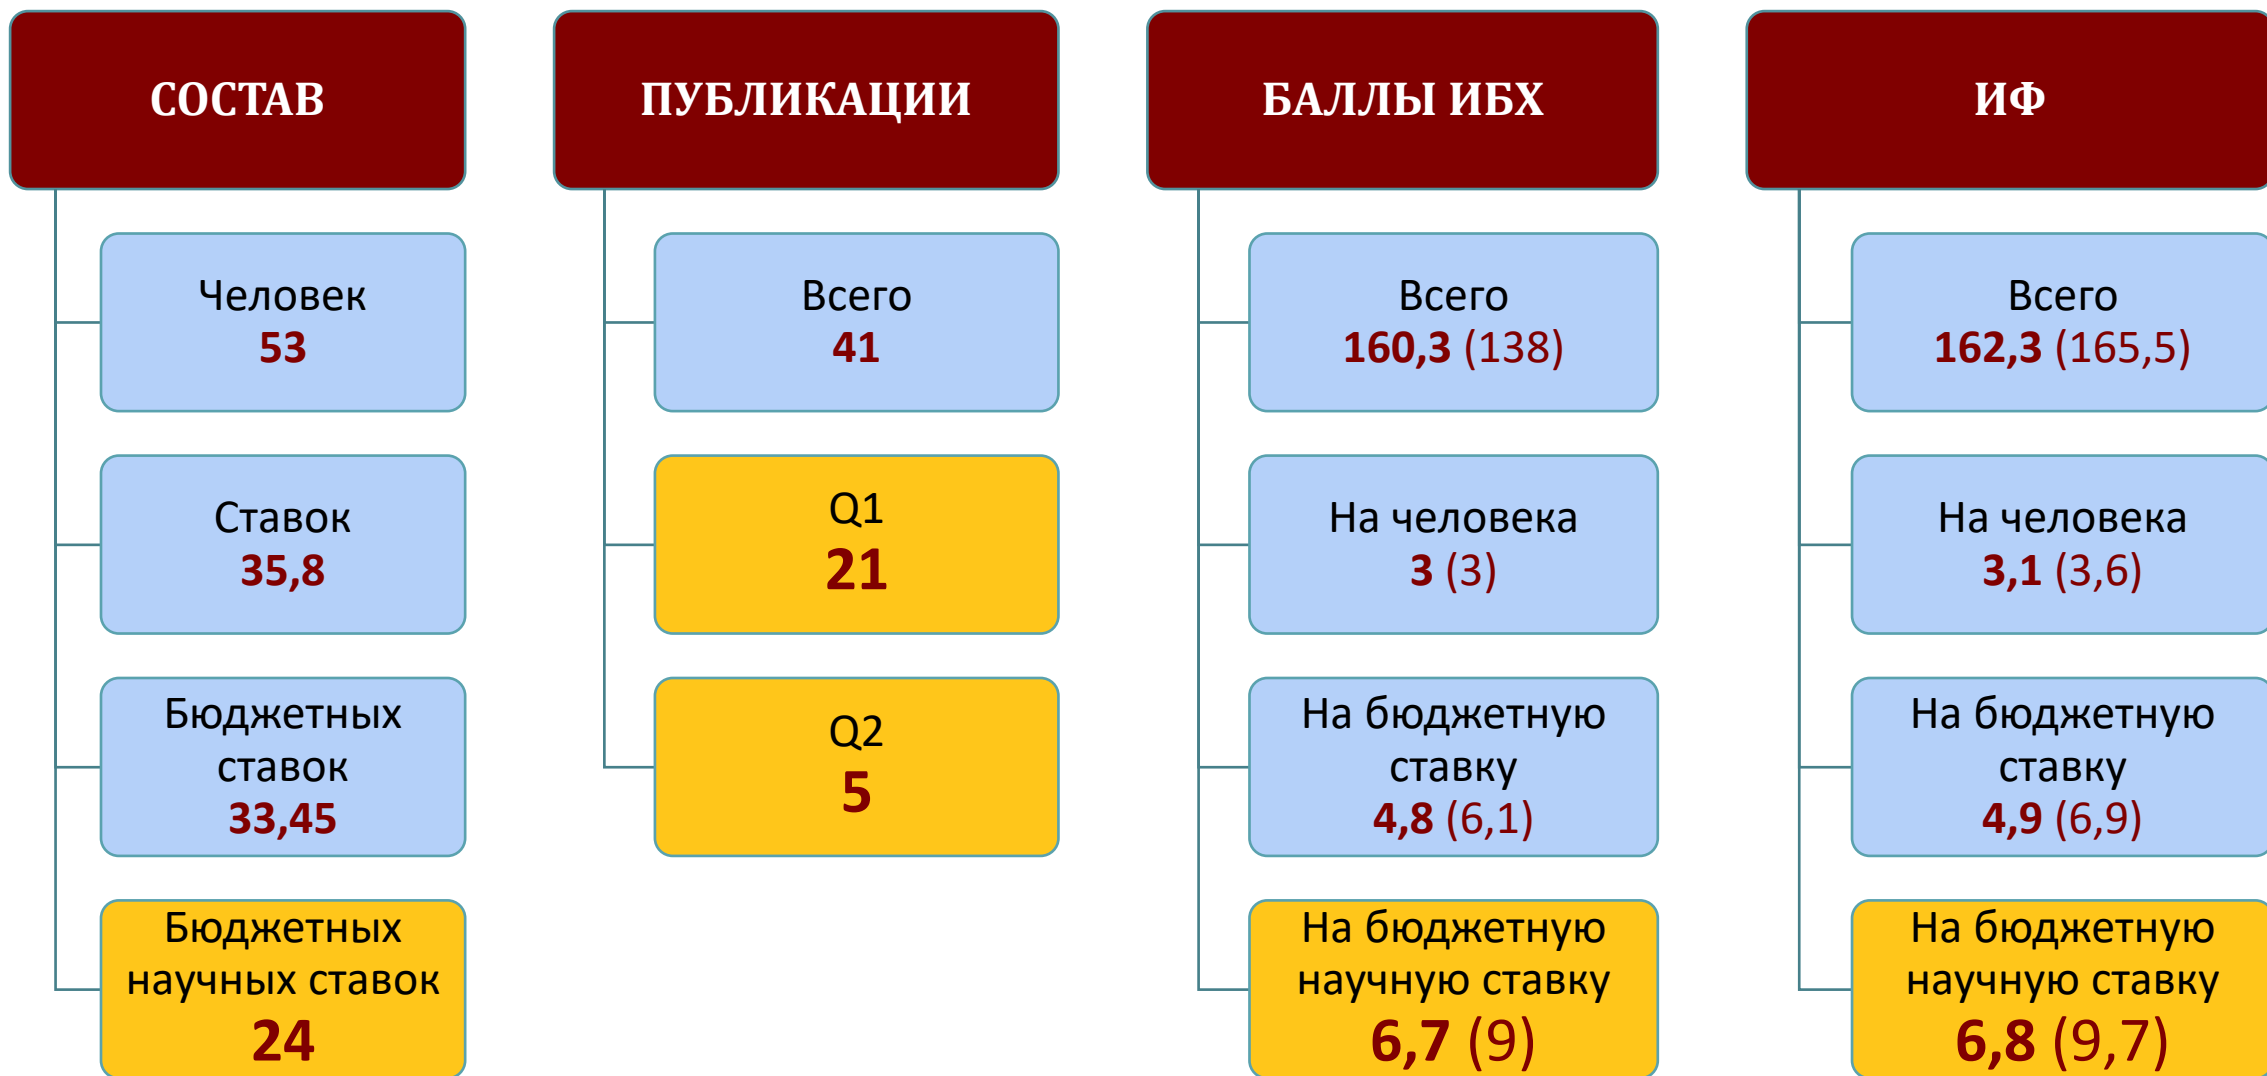 СОСТАВ
Человек
53
Ставок
35,8
Бюджетных
ставок
33,45
Бюджетных
научных ставок
24
ПУБЛИКАЦИИ
Всего
41
Q1
21
Q2
5
БАЛЛЫ ИБХ
Всего
160,3 (138)
На человека
3 (3)
На бюджетную
ставку
4,8 (6,1)
На бюджетную
научную ставку
6,7 (9)
ИФ
Всего
162,3 (165,5)
На человека
3,1 (3,6)
На бюджетную
ставку
4,9 (6,9)
На бюджетную
научную ставку
6,8 (9,7)